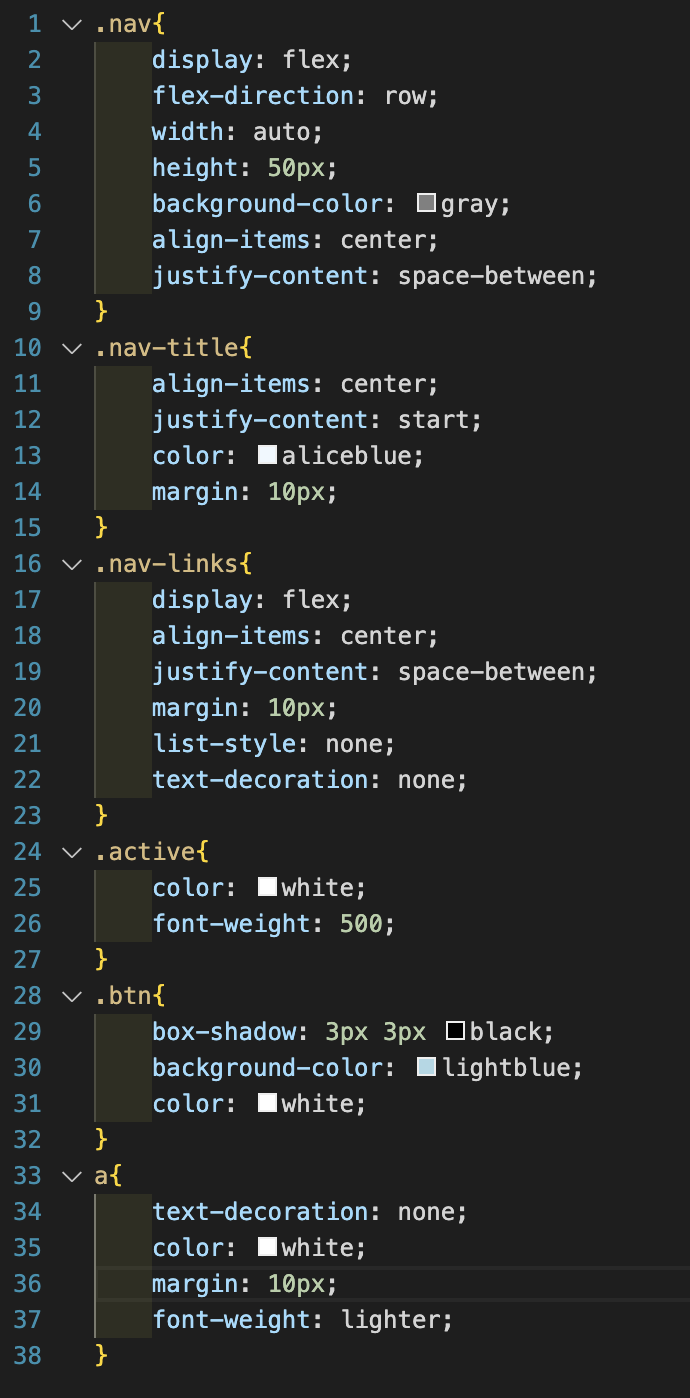 1 .nav{
2 display: flex;
3 flex-direction: row;
4 width: auto;
5 height: 50px;
6 background-color: gray;
7 align-items: center;
8 justify-content: space-between;
9 }
10 .nav-title{
11 align-items: center;
12 justify-content: start;
13 color: aliceblue;
14 margin: 10px;
15 }
16 .nav-links{
17 display: flex;
18 align-items: center;
19 justify-content: space-between;
20 margin: 10px;
21 list-style: none;
22 text-decoration: none;
23 }
24 .active{
25 color: white;
26 font-weight: 500;
27 }
28 .btn{
29 box-shadow: 3px 3px black;
30 background-color: lightblue;
31 color: white;
32 }
33 a{
34 text-decoration: none;
35 color: white;
36 margin: 10px;
37 font-weight: lighter;
38 }